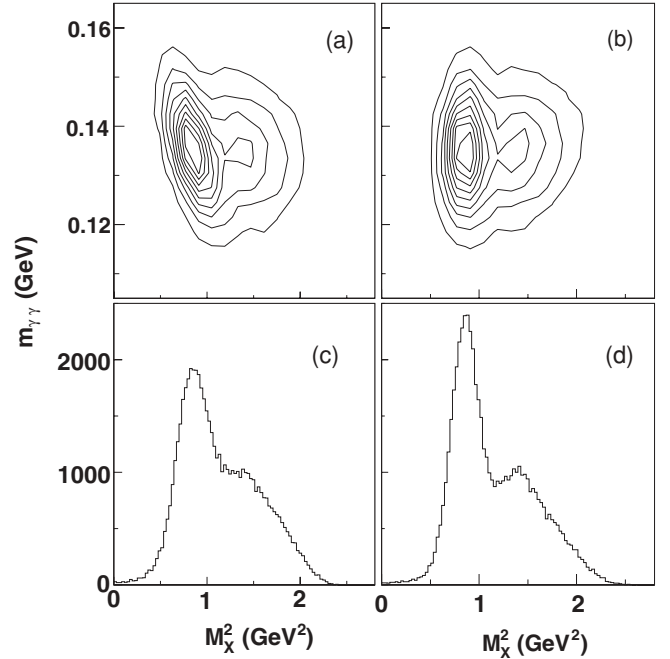 0.16
0.14
0.12
(a)
(b)
m_γγ (GeV)
2000
1000
0
(c)
(d)
0 1 2
0 1 2
M_X^2 (GeV^2)
M_X^2 (GeV^2)